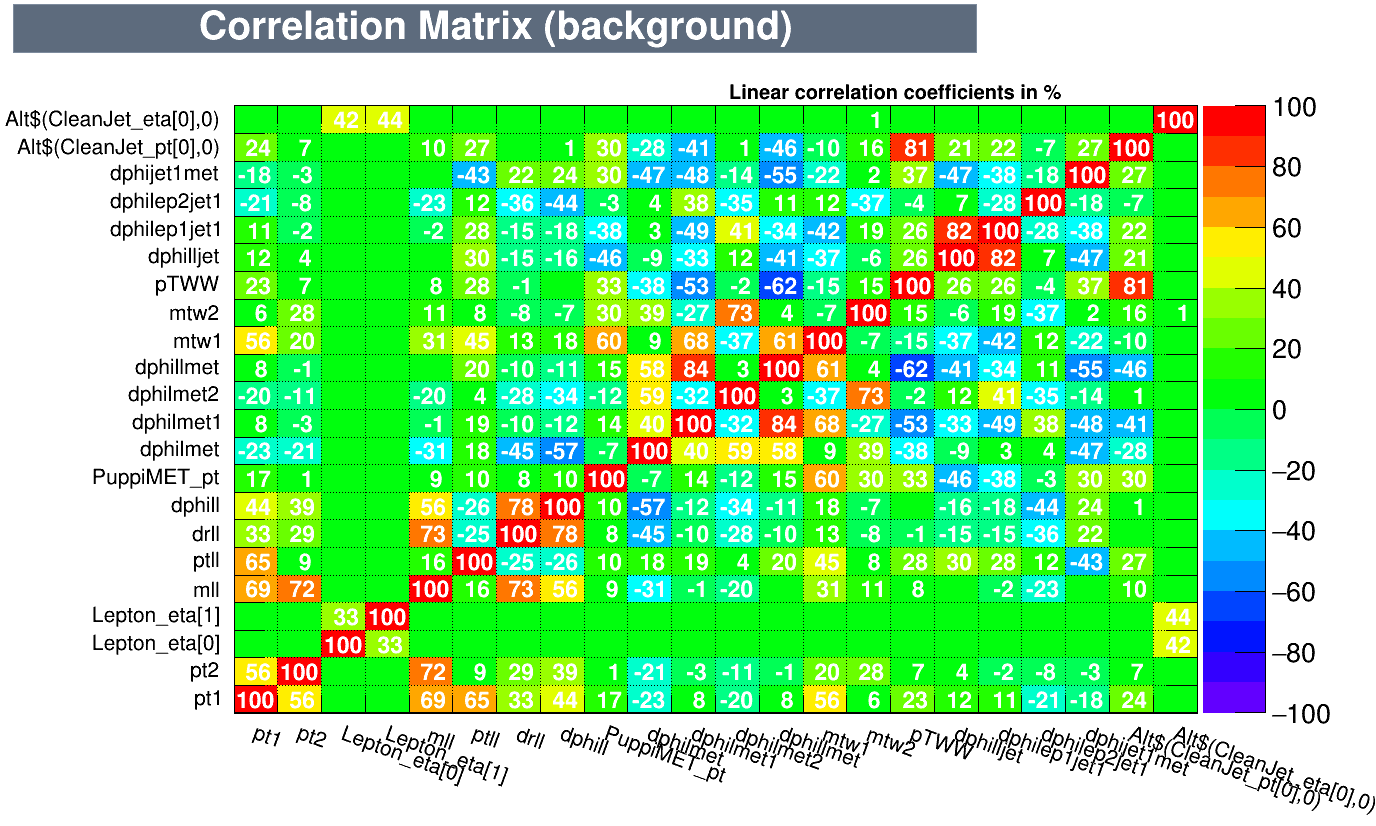 Correlation Matrix (background)
Linear correlation coefficients in %
Alt$(CleanJet_eta[0],0) 42 44 1 100
Alt$(CleanJet_pt[0],0) 24 7 10 27 1 30 -28 -41 1 -46 -10 16 81 21 22 -7 27 100
dphijet1met -18 -3 -43 22 24 30 -47 -48 -14 -55 -22 2 37 -47 -38 -18 100 27
dphilep2jet1 -21 -8 -23 12 -36 -44 -3 4 38 -35 11 12 -37 -4 7 -28 100 -18 -7
dphilep1jet1 11 -2 -2 28 -15 -18 -38 3 -49 41 -34 -42 19 26 82 100 -28 -38 22
dphilljet 12 4 30 -15 -16 -46 -9 -33 12 -41 -37 -6 26 100 82 7 -47 21
pTWW 23 7 8 28 -1 33 -38 -53 -2 -62 -15 15 100 26 26 -4 37 81
mtw2 6 28 11 8 -8 -7 30 39 -27 73 4 -7 100 15 -6 19 -37 2 16 1
mtw1 56 20 31 45 13 18 60 9 68 -37 61 100 -7 -15 -37 -42 12 -22 -10
dphillmet 8 -1 20 -10 -11 15 58 84 3 100 61 4 -62 -41 -34 11 -55 -46
dphilmet2 -20 -11 -20 4 -28 -34 -12 59 -32 100 3 -37 73 -2 12 41 -35 -14 1
dphilmet1 8 -3 -1 19 -10 -12 14 40 100 -32 84 68 -27 -53 -33 -49 38 -48 -41
dphilmet -23 -21 -31 18 -45 -57 -7 100 40 59 58 9 39 -38 -9 3 4 -47 -28
PuppiMET_pt 17 1 9 10 8 10 100 -7 14 -12 15 60 30 33 -46 -38 -3 30 30
dphill 44 39 56 -26 78 100 10 -57 -12 -34 -11 18 -7 -16 -18 -44 24 1
drll 33 29 73 -25 100 78 8 -45 -10 -28 -10 13 -8 -1 -15 -15 -36 22
ptll 65 9 16 100 -25 -26 10 18 19 4 20 45 8 28 30 28 12 -43 27
mll 69 72 100 16 73 56 9 -31 -1 -20 31 11 8 -2 -23 10
Lepton_eta[1] 33 100 44
Lepton_eta[0] 100 33 42
pt2 56 100 72 9 29 39 1 -21 -3 -11 -1 20 28 7 4 -2 -8 -3 7
pt1 100 56 69 65 33 44 17 -23 8 -20 8 56 6 23 12 11 -21 -18 24
pt1 pt2 Lepton_eta[0] Lepton_eta[1] mll ptll drll dphill PuppiMET_pt dphilmet dphilmet1 dphilmet2 dphillmet mtw1 mtw2 pTWW dphilljet dphilep1jet1 dphilep2jet1 dphijet1met Alt$(CleanJet_pt[0],0) Alt$(CleanJet_eta[0],0)
100
80
60
40
20
0
−20
−40
−60
−80
−100